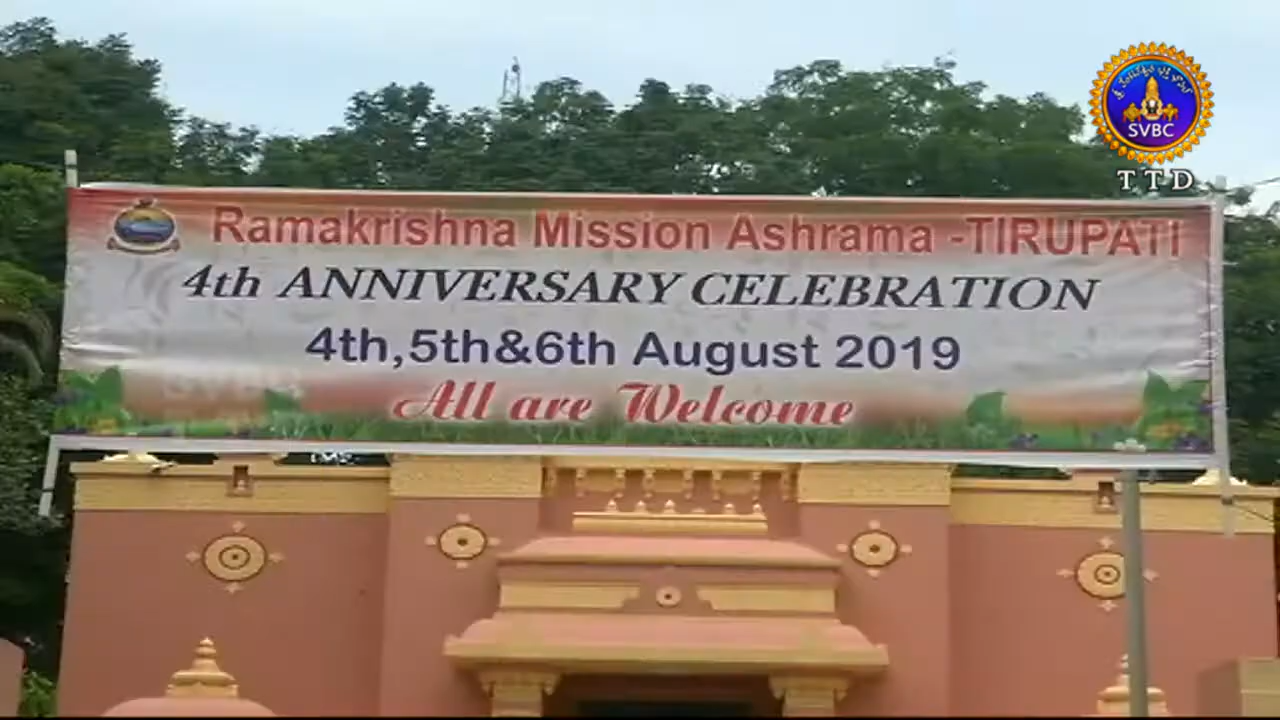 SVBC
TTD
Ramakrishna Mission Ashrama -TIRUPATI
4th ANNIVERSARY CELEBRATION
4th,5th&6th August 2019
All are Welcome